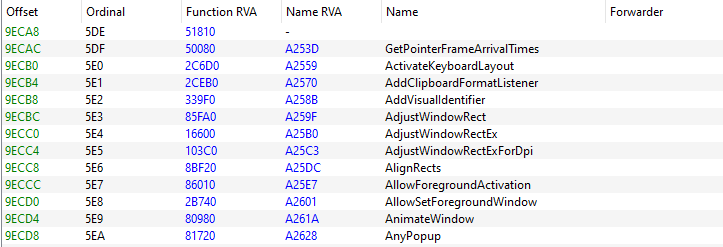 Offset Ordinal Function RVA Name RVA Name Forwarder
9ECA8 5DE 51810 -
9ECAC 5DF 50080 A253D GetPointerFrameArrivalTimes
9ECB0 5E0 2C6D0 A2559 ActivateKeyboardLayout
9ECB4 5E1 2CEB0 A2570 AddClipboardFormatListener
9ECB8 5E2 339F0 A258B AddVisualIdentifier
9ECBC 5E3 85FA0 A259F AdjustWindowRect
9ECC0 5E4 16600 A25B0 AdjustWindowRectEx
9ECC4 5E5 103C0 A25C3 AdjustWindowRectExForDpi
9ECC8 5E6 8BF20 A25DC AlignRects
9ECCC 5E7 86010 A25E7 AllowForegroundActivation
9ECD0 5E8 2B740 A2601 AllowSetForegroundWindow
9ECD4 5E9 80980 A261A AnimateWindow
9ECD8 5EA 81720 A2628 AnyPopup